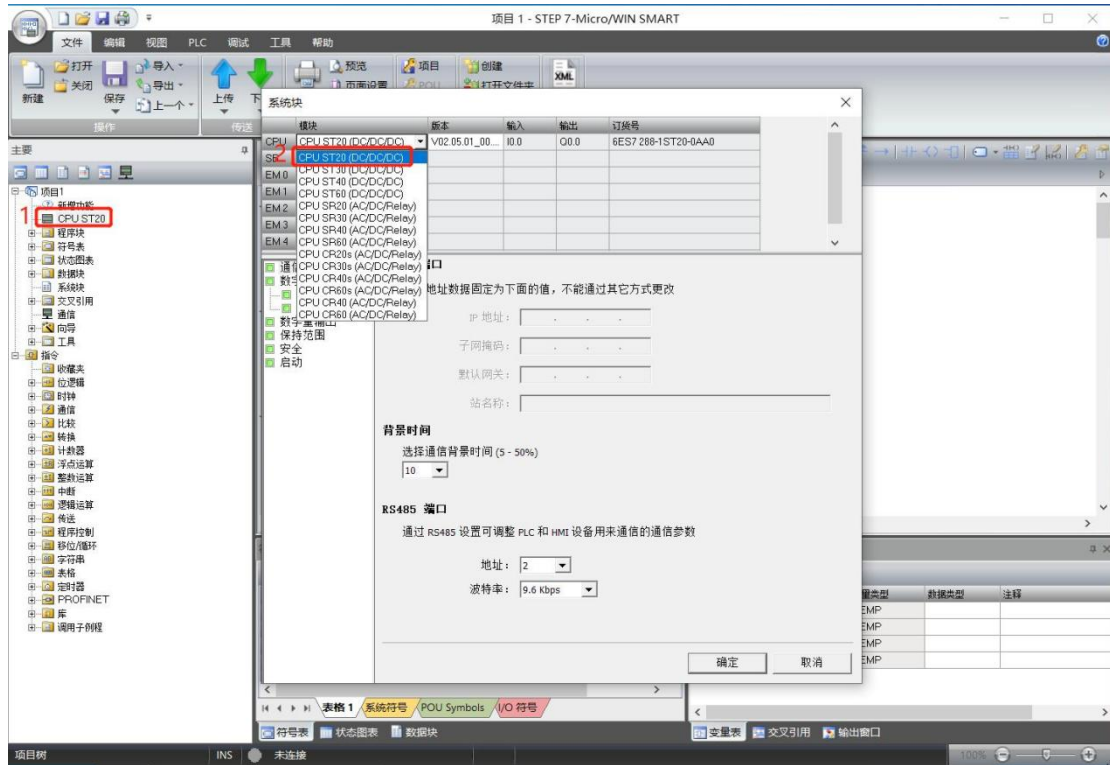 项目 1 - STEP 7-Micro/WIN SMART
文件 编辑 视图 PLC 调试 工具 帮助
打开 导入 预览 项目 创建
关闭 导出 页面设置 POU 打开文件夹 XML
新建 保存 上一个 上传 下
操作 传送
系统块
模块 版本 输入 输出 订货号
CPU CPU ST20 (DC/DC/DC) V02.05.01_00... I0.0 Q0.0 6ES7 288-1ST20-0AA0
2 CPU ST20 (DC/DC/DC)
EM 0 CPU ST30 (DC/DC/DC)
CPU ST40 (DC/DC/DC)
EM 1 CPU ST60 (DC/DC/DC)
EM 2 CPU SR20 (AC/DC/Relay)
CPU SR30 (AC/DC/Relay)
EM 3 CPU SR40 (AC/DC/Relay)
EM 4 CPU SR60 (AC/DC/Relay)
CPU CR20s (AC/DC/Relay)
CPU CR30s (AC/DC/Relay)
CPU CR40s (AC/DC/Relay)
CPU CR60s (AC/DC/Relay)
CPU CR40 (AC/DC/Relay)
CPU CR60 (AC/DC/Relay)
数字量输出
保持范围
安全
启动
地址数据固定为下面的值，不能通过其它方式更改
IP 地址：
子网掩码：
默认网关：
站名称：
背景时间
选择通信背景时间 (5 - 50%)
10
RS485 端口
通过 RS485 设置可调整 PLC 和 HMI 设备用来通信的通信参数
地址： 2
波特率： 9.6 Kbps
确定 取消
主要
项目1
新增功能
1 CPU ST20
程序块
符号表
状态图表
数据块
系统块
交叉引用
通信
向导
工具
指令
收藏夹
位逻辑
时钟
通信
比较
转换
计数器
浮点运算
整数运算
中断
逻辑运算
传送
程序控制
移位/循环
字符串
表格
定时器
PROFINET
库
调用子例程
量类型 数据类型 注释
EMP
EMP
EMP
EMP
表格 1 系统符号 POU Symbols I/O 符号
符号表 状态图表 数据块 变量表 交叉引用 输出窗口
项目树 INS 未连接 100%